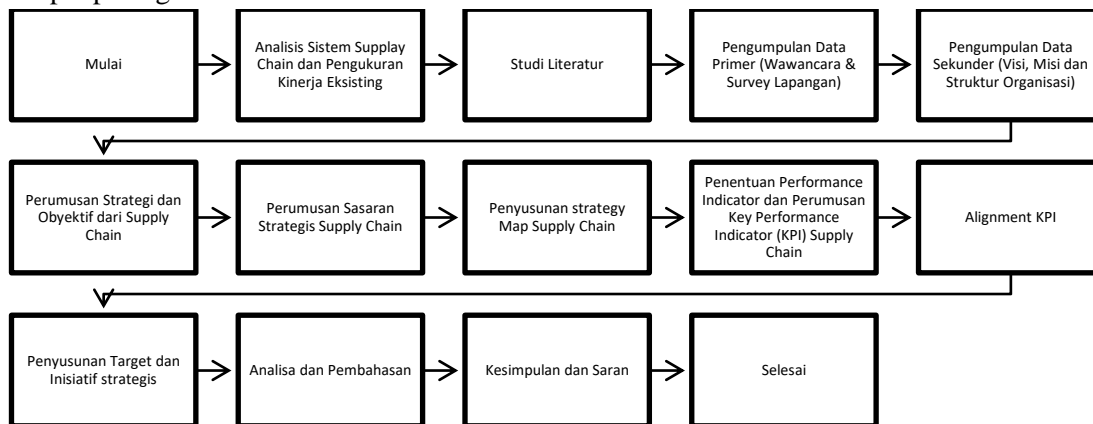 Mulai
Analisis Sistem Supplay
Chain dan Pengukuran
Kinerja Eksisting
Studi Literatur
Pengumpulan Data
Primer (Wawancara &
Survey Lapangan)
Pengumpulan Data
Sekunder (Visi, Misi dan
Struktur Organisasi)
Perumusan Strategi dan
Obyektif dari Supply
Chain
Perumusan Sasaran
Strategis Supply Chain
Penyusunan strategy
Map Supply Chain
Penentuan Performance
Indicator dan Perumusan
Key Performance
Indicator (KPI) Supply
Chain
Alignment KPI
Penyusunan Target dan
Inisiatif strategis
Analisa dan Pembahasan
Kesimpulan dan Saran
Selesai